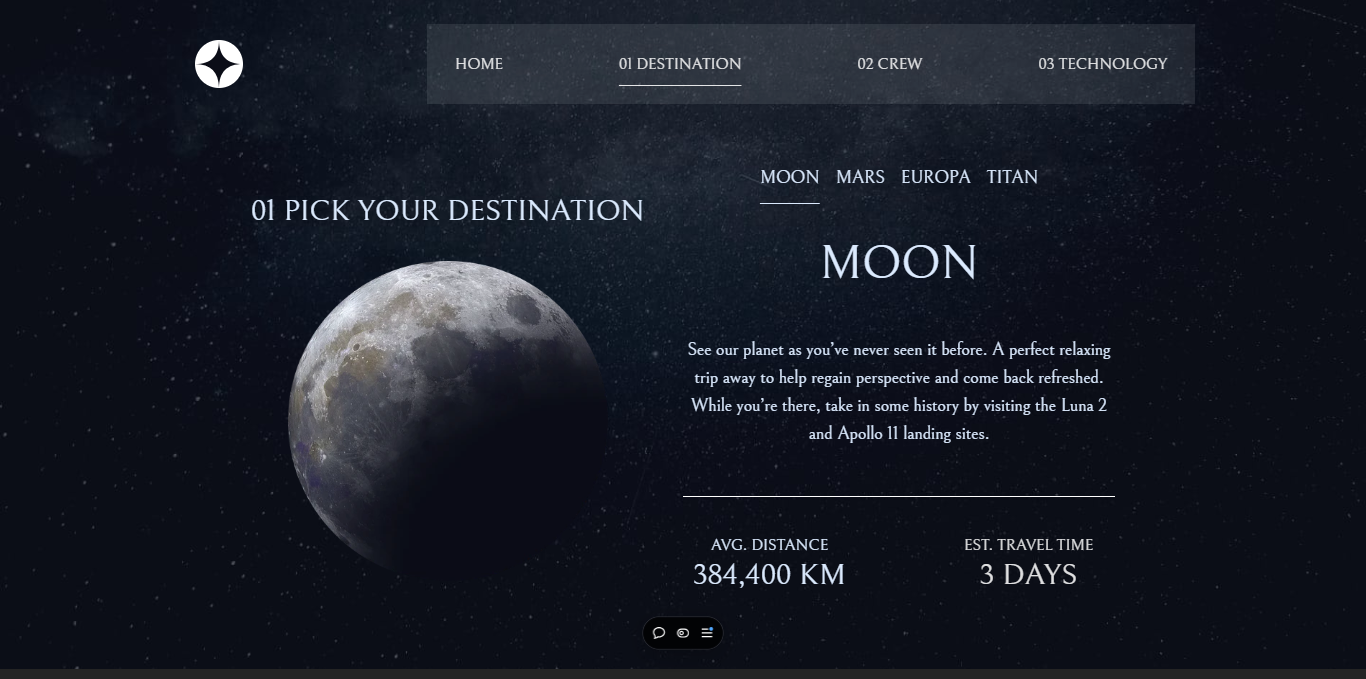 HOME
01 DESTINATION
02 CREW
03 TECHNOLOGY
01 PICK YOUR DESTINATION
MOON MARS EUROPA TITAN
MOON
See our planet as you’ve never seen it before. A perfect relaxing
trip away to help regain perspective and come back refreshed.
While you’re there, take in some history by visiting the Luna 2
and Apollo 11 landing sites.
AVG. DISTANCE
384,400 KM
EST. TRAVEL TIME
3 DAYS